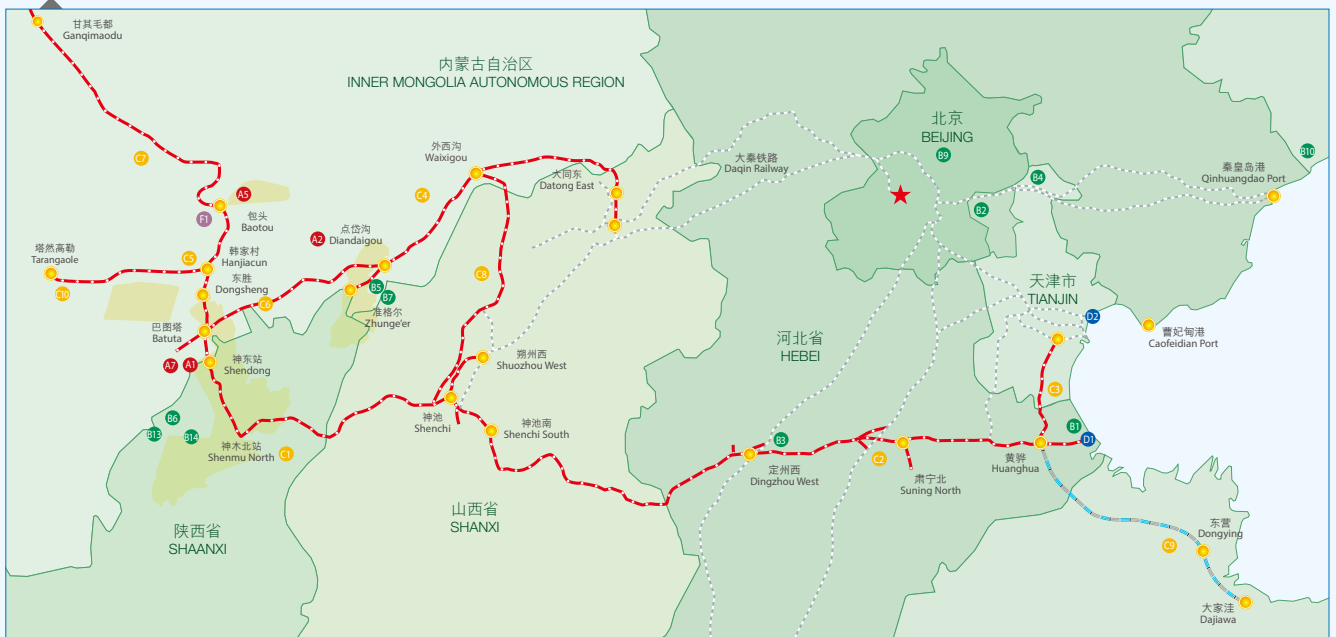 甘其毛都
Ganqimaodu
内蒙古自治区
INNER MONGOLIA AUTONOMOUS REGION
北京
BEIJING
B9
B10
C7
外西沟
Waixigou
大秦铁路
Daqin Railway
大同东
Datong East
B4
秦皇岛港
Qinhuangdao Port
A5
C4
F1
包头
Baotou
B2
A2
点岱沟
Diandaigou
塔然高勒
Tarangaole
C5
韩家村
Hanjiacun
C10
东胜
Dongsheng
C6
B5
B7
C8
天津市
TIANJIN
准格尔
Zhunge'er
D2
巴图塔
Batuta
曹妃甸港
Caofeidian Port
河北省
HEBEI
A7
A1
神东站
Shendong
朔州西
Shuozhou West
C3
B6
B13
B14
神池
Shenchi
神池南
Shenchi South
B1
D1
神木北站
Shenmu North
C1
B3
定州西
Dingzhou West
C2
肃宁北
Suning North
黄骅
Huanghua
山西省
SHANXI
陕西省
SHAANXI
东营
Dongying
C9
大家洼
Dajiawa